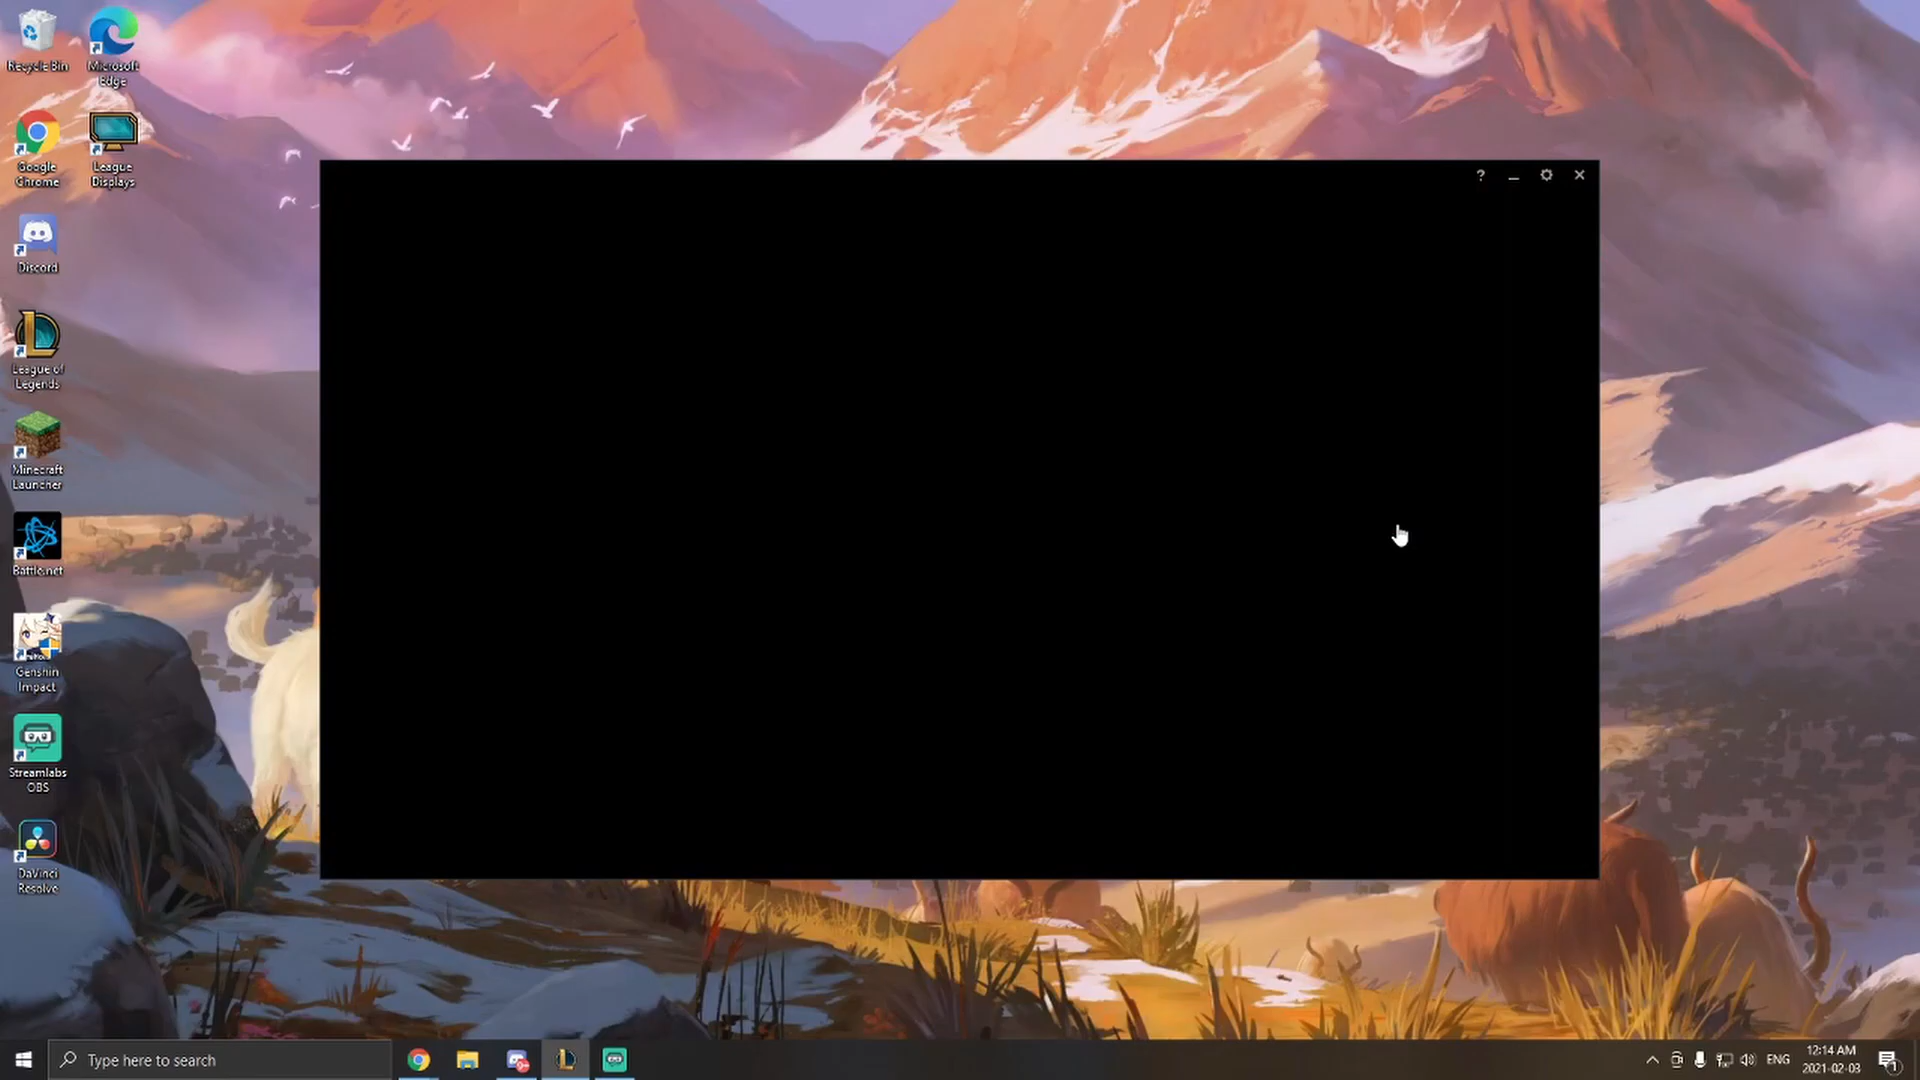 Recycle Bin
Microsoft
Edge
Google
Chrome
League
Displays
Discord
League of
Legends
Minecraft
Launcher
Battle.net
Genshin
Impact
Streamlabs
OBS
DaVinci
Resolve
?
Type here to search
ENG
12:14 AM
2021-02-03
1